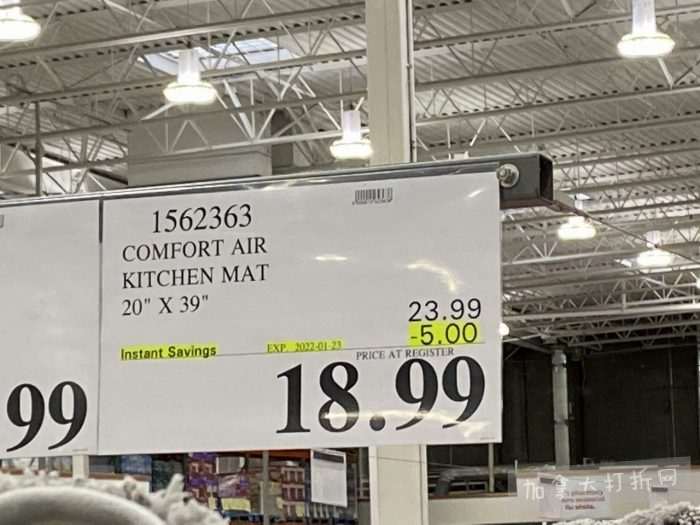 1562363
COMFORT AIR
KITCHEN MAT
20" X 39"
23.99
-5.00
Instant Savings
EXP. 2022-01-23
PRICE AT REGISTER
18.99
99
加拿大打折网